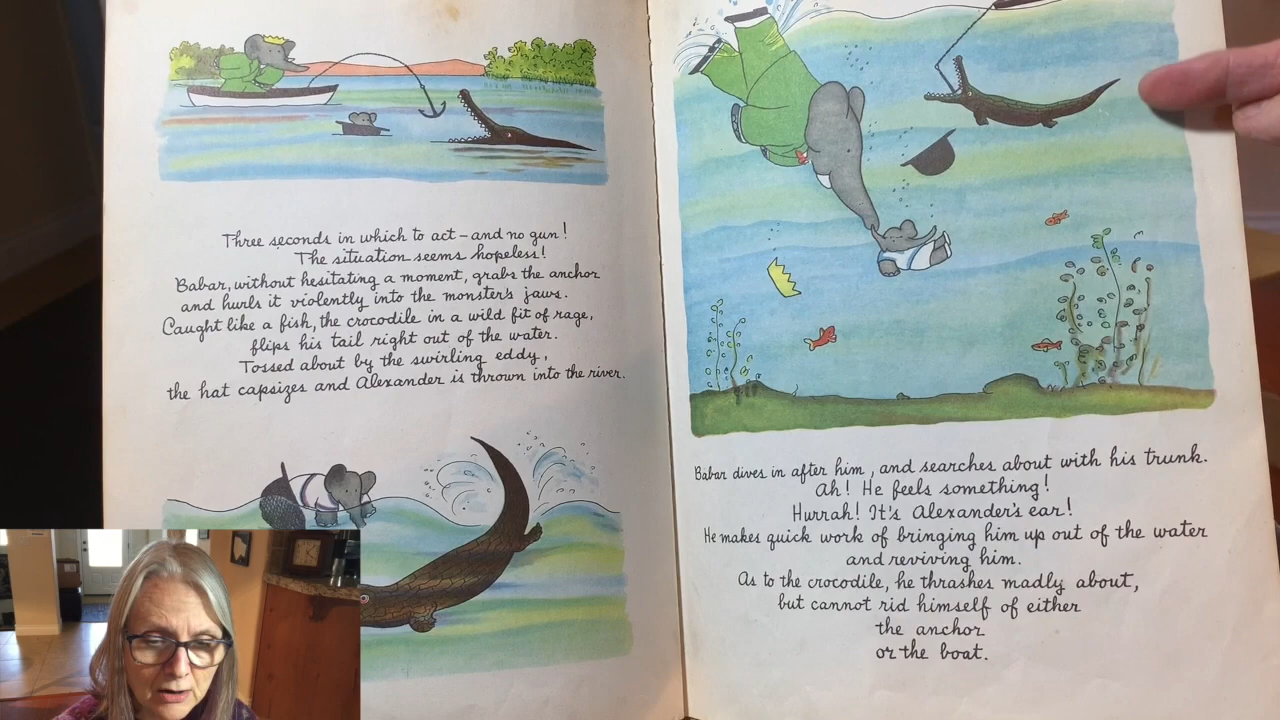 Three seconds in which to act – and no gun!
The situation seems hopeless!
Babar, without hesitating a moment, grabs the anchor
and hurls it violently into the monster's jaws.
Caught like a fish, the crocodile in a wild fit of rage,
flips his tail right out of the water.
Tossed about by the swirling eddy,
the hat capsizes and Alexander is thrown into the river.
Babar dives in after him, and searches about with his trunk.
Ah! He feels something!
Hurrah! It's Alexander's ear!
He makes quick work of bringing him up out of the water
and reviving him.
As to the crocodile, he thrashes madly about,
but cannot rid himself of either
the anchor
or the boat.